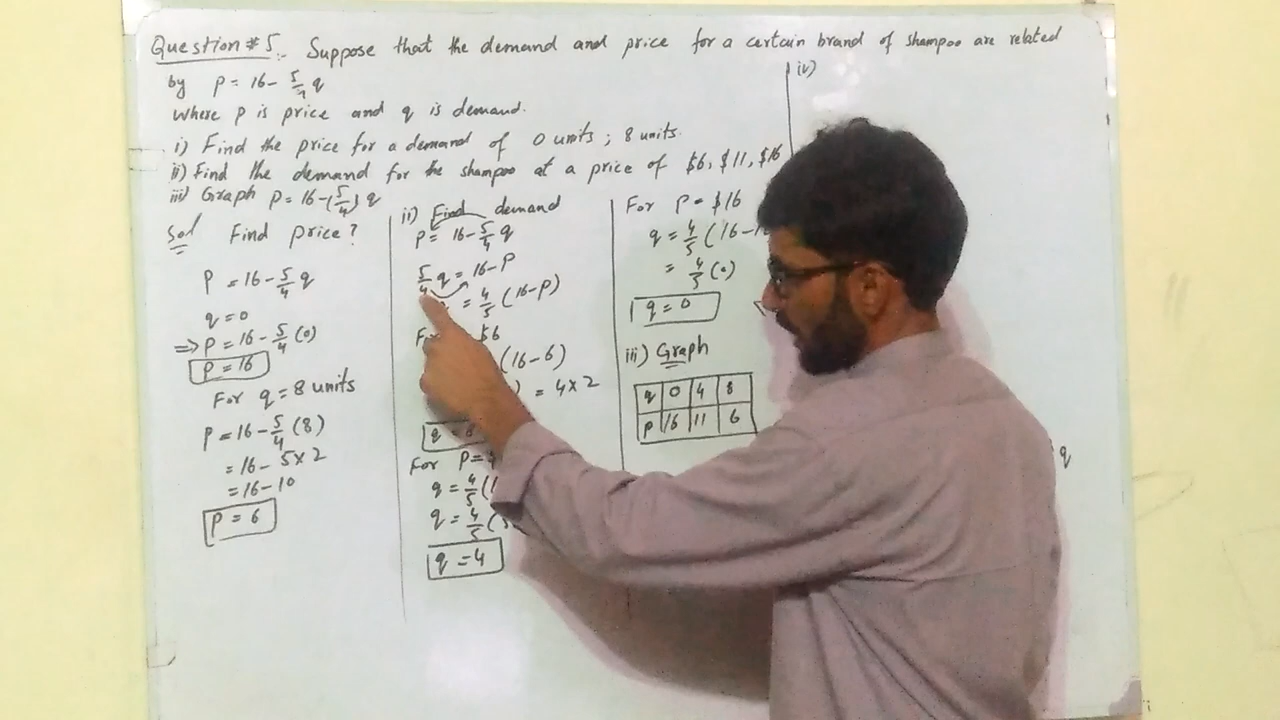 Question # 5:- Suppose that the demand and price for a certain brand of shampoo are related
by p = 16 - 5/4 q
where p is price and q is demand.
i) Find the price for a demand of 0 units ; 8 units.
ii) Find the demand for the shampoo at a price of $6, $11, $16
iii) Graph p = 16 - (5/4) q
Sol Find price?
P = 16 - 5/4 q
q = 0
=> p = 16 - 5/4 (0)
p = 16
For q = 8 units
p = 16 - 5/4 (8)
= 16 - 5x2
= 16 - 10
p = 6
ii) Find demand
p = 16 - 5/4 q
5/4 q = 16 - p
= 4/5 (16 - p)
$6
(16 - 6)
= 4x2
q =
For p =
q = 4/5 (
q = 4/5 (
q = 4
For p = $16
q = 4/5 (16 -
= 4/5 (0)
q = 0
iii) Graph
q 0 4 8
p 16 11 6
iv)
q